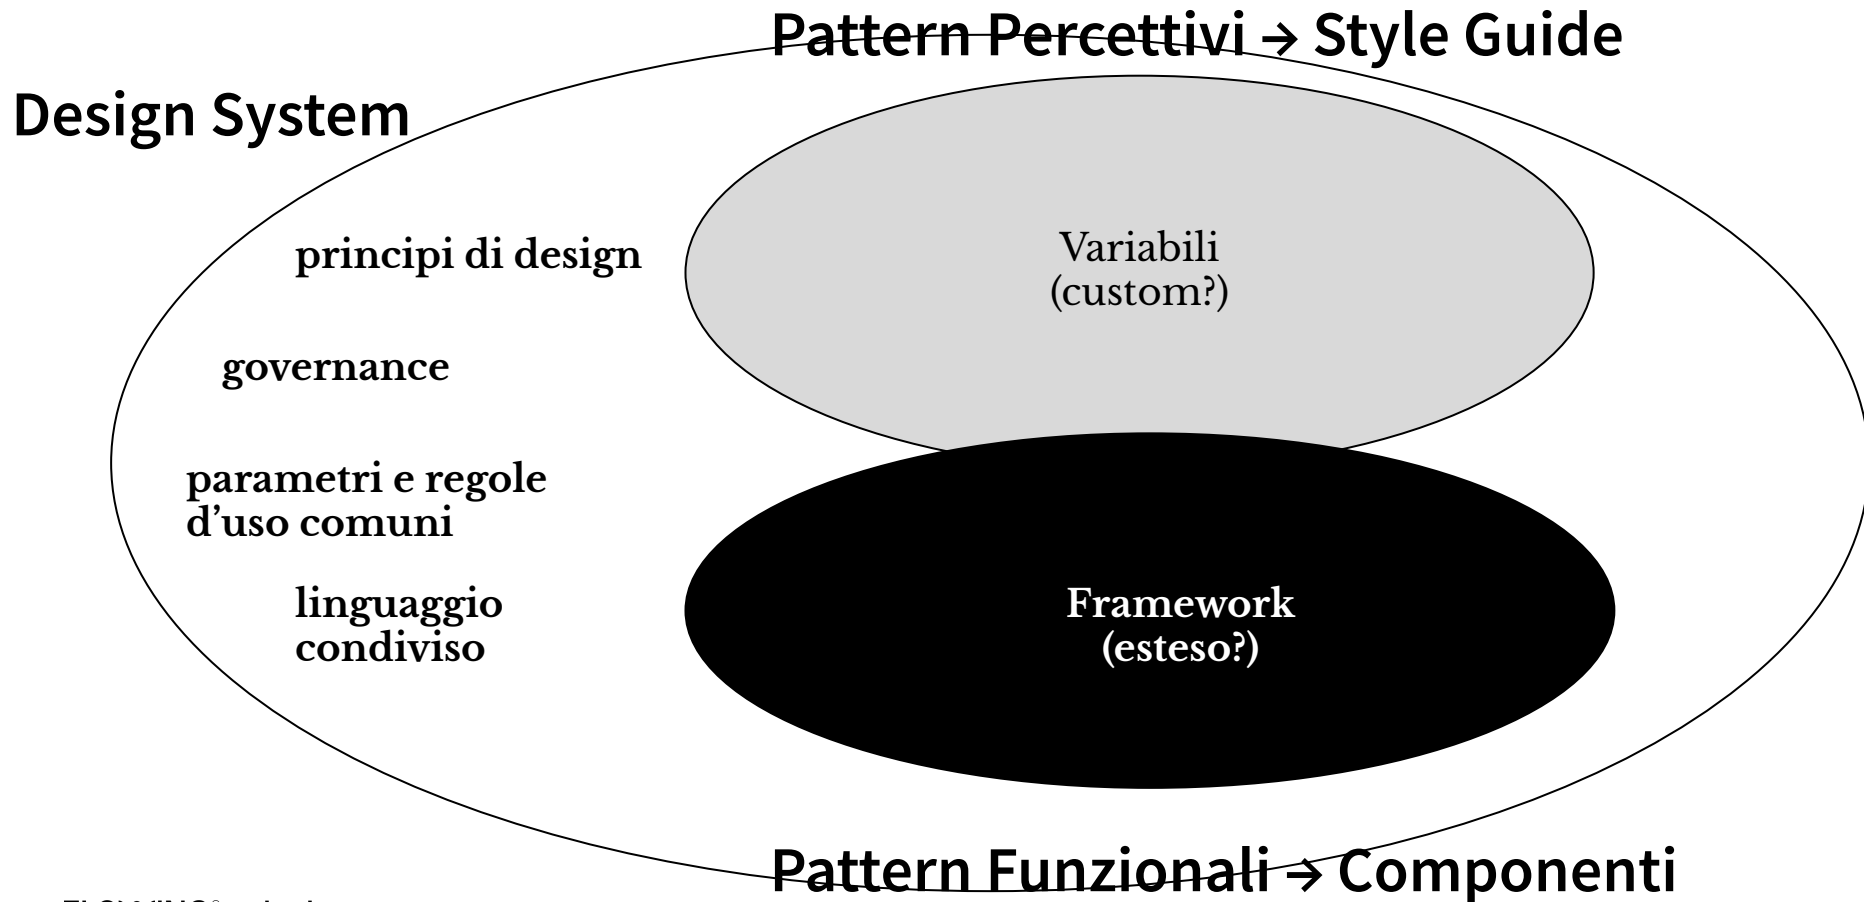 Pattern Percettivi → Style Guide
Design System
principi di design
Variabili
(custom?)
governance
parametri e regole
d’uso comuni
linguaggio
condiviso
Framework
(esteso?)
Pattern Funzionali → Componenti